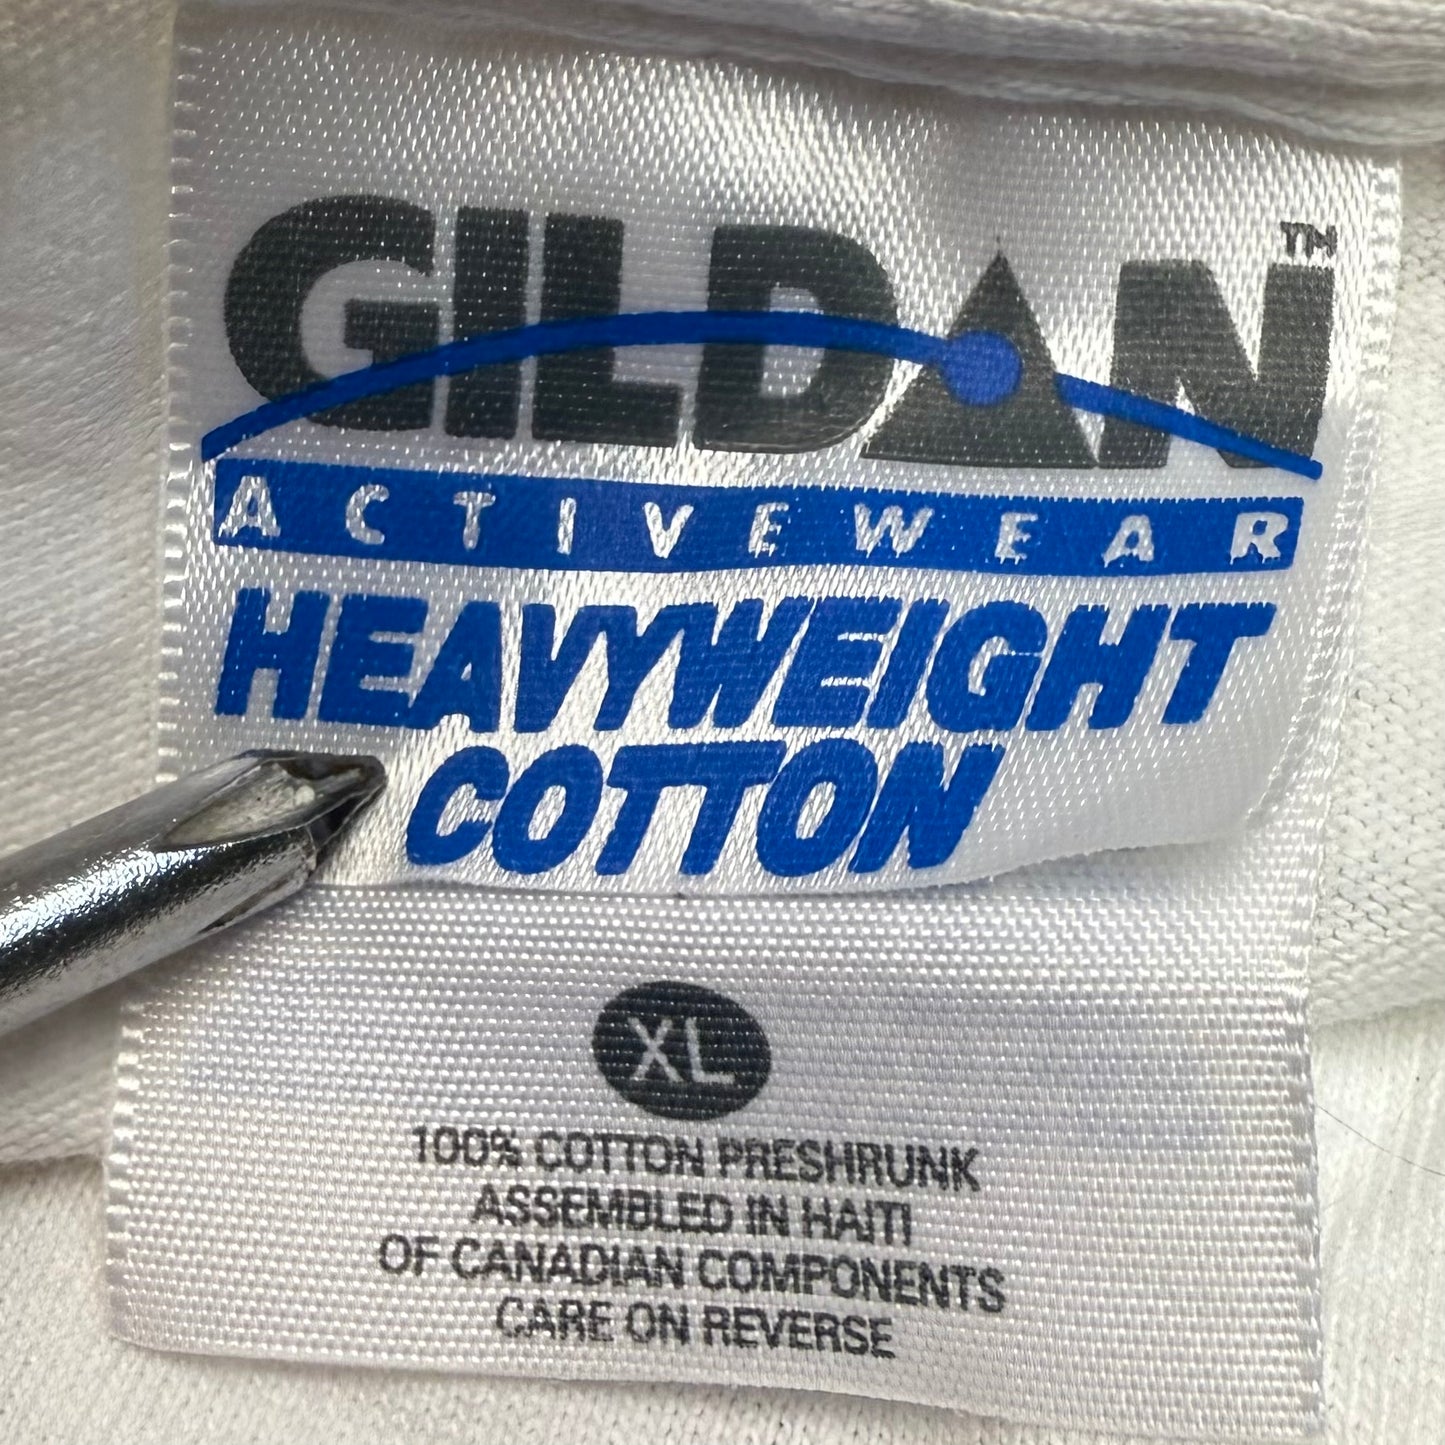 GILDAN™
ACTIVEWEAR
HEAVYWEIGHT
COTTON
XL
100% COTTON PRESHRUNK
ASSEMBLED IN HAITI
OF CANADIAN COMPONENTS
CARE ON REVERSE